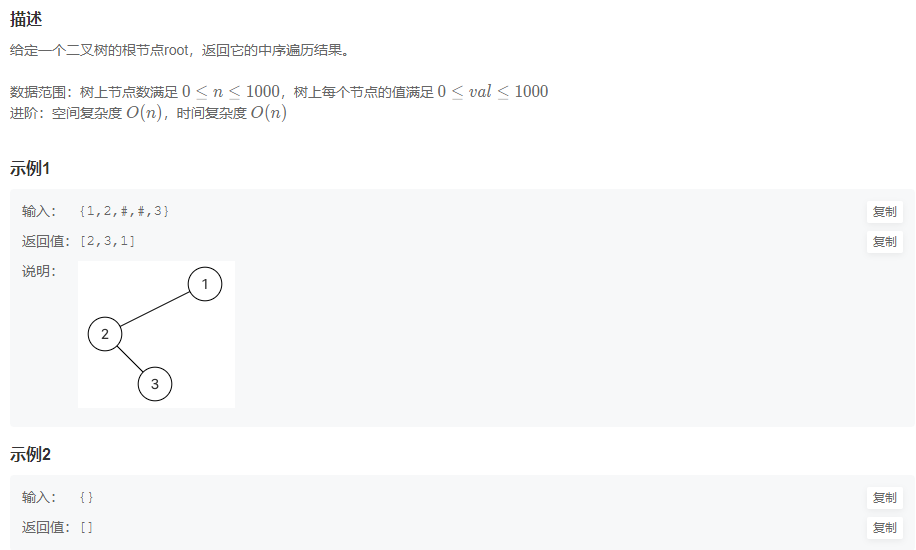 描述
给定一个二叉树的根节点root，返回它的中序遍历结果。
数据范围：树上节点数满足 0 ≤ n ≤ 1000，树上每个节点的值满足 0 ≤ val ≤ 1000
进阶：空间复杂度 O(n)，时间复杂度 O(n)
示例1
输入： {1,2,#,#,3} 复制
返回值： [2,3,1] 复制
说明：
1
2
3
示例2
输入： {} 复制
返回值： [] 复制